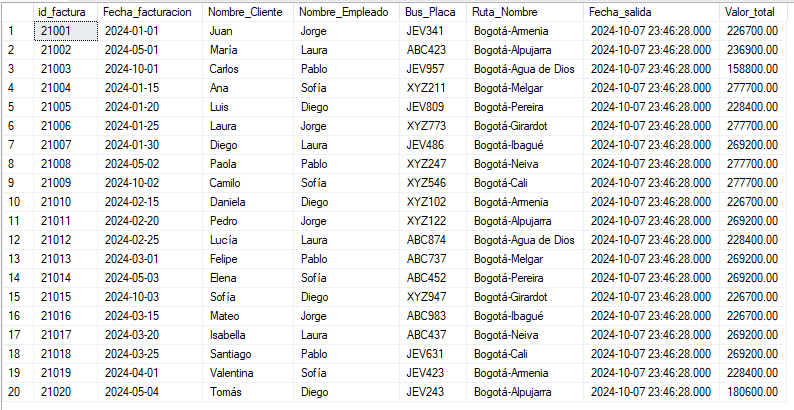 id_factura Fecha_facturacion Nombre_Cliente Nombre_Empleado Bus_Placa Ruta_Nombre Fecha_salida Valor_total
1 21001 2024-01-01 Juan Jorge JEV341 Bogotá-Armenia 2024-10-07 23:46:28.000 226700.00
2 21002 2024-05-01 María Laura ABC423 Bogotá-Alpujarra 2024-10-07 23:46:28.000 236900.00
3 21003 2024-10-01 Carlos Pablo JEV957 Bogotá-Agua de Dios 2024-10-07 23:46:28.000 158800.00
4 21004 2024-01-15 Ana Sofía XYZ211 Bogotá-Melgar 2024-10-07 23:46:28.000 277700.00
5 21005 2024-01-20 Luis Diego JEV809 Bogotá-Pereira 2024-10-07 23:46:28.000 228400.00
6 21006 2024-01-25 Laura Jorge XYZ773 Bogotá-Girardot 2024-10-07 23:46:28.000 277700.00
7 21007 2024-01-30 Diego Laura JEV486 Bogotá-Ibagué 2024-10-07 23:46:28.000 269200.00
8 21008 2024-05-02 Paola Pablo XYZ247 Bogotá-Neiva 2024-10-07 23:46:28.000 277700.00
9 21009 2024-10-02 Camilo Sofía XYZ546 Bogotá-Cali 2024-10-07 23:46:28.000 277700.00
10 21010 2024-02-15 Daniela Diego XYZ102 Bogotá-Armenia 2024-10-07 23:46:28.000 226700.00
11 21011 2024-02-20 Pedro Jorge XYZ122 Bogotá-Alpujarra 2024-10-07 23:46:28.000 269200.00
12 21012 2024-02-25 Lucía Laura ABC874 Bogotá-Agua de Dios 2024-10-07 23:46:28.000 228400.00
13 21013 2024-03-01 Felipe Pablo ABC737 Bogotá-Melgar 2024-10-07 23:46:28.000 269200.00
14 21014 2024-05-03 Elena Sofía ABC452 Bogotá-Pereira 2024-10-07 23:46:28.000 269200.00
15 21015 2024-10-03 Sofía Diego XYZ947 Bogotá-Girardot 2024-10-07 23:46:28.000 226700.00
16 21016 2024-03-15 Mateo Jorge ABC983 Bogotá-Ibagué 2024-10-07 23:46:28.000 226700.00
17 21017 2024-03-20 Isabella Laura ABC437 Bogotá-Neiva 2024-10-07 23:46:28.000 269200.00
18 21018 2024-03-25 Santiago Pablo JEV631 Bogotá-Cali 2024-10-07 23:46:28.000 269200.00
19 21019 2024-04-01 Valentina Sofía JEV423 Bogotá-Armenia 2024-10-07 23:46:28.000 228400.00
20 21020 2024-05-04 Tomás Diego JEV243 Bogotá-Alpujarra 2024-10-07 23:46:28.000 180600.00